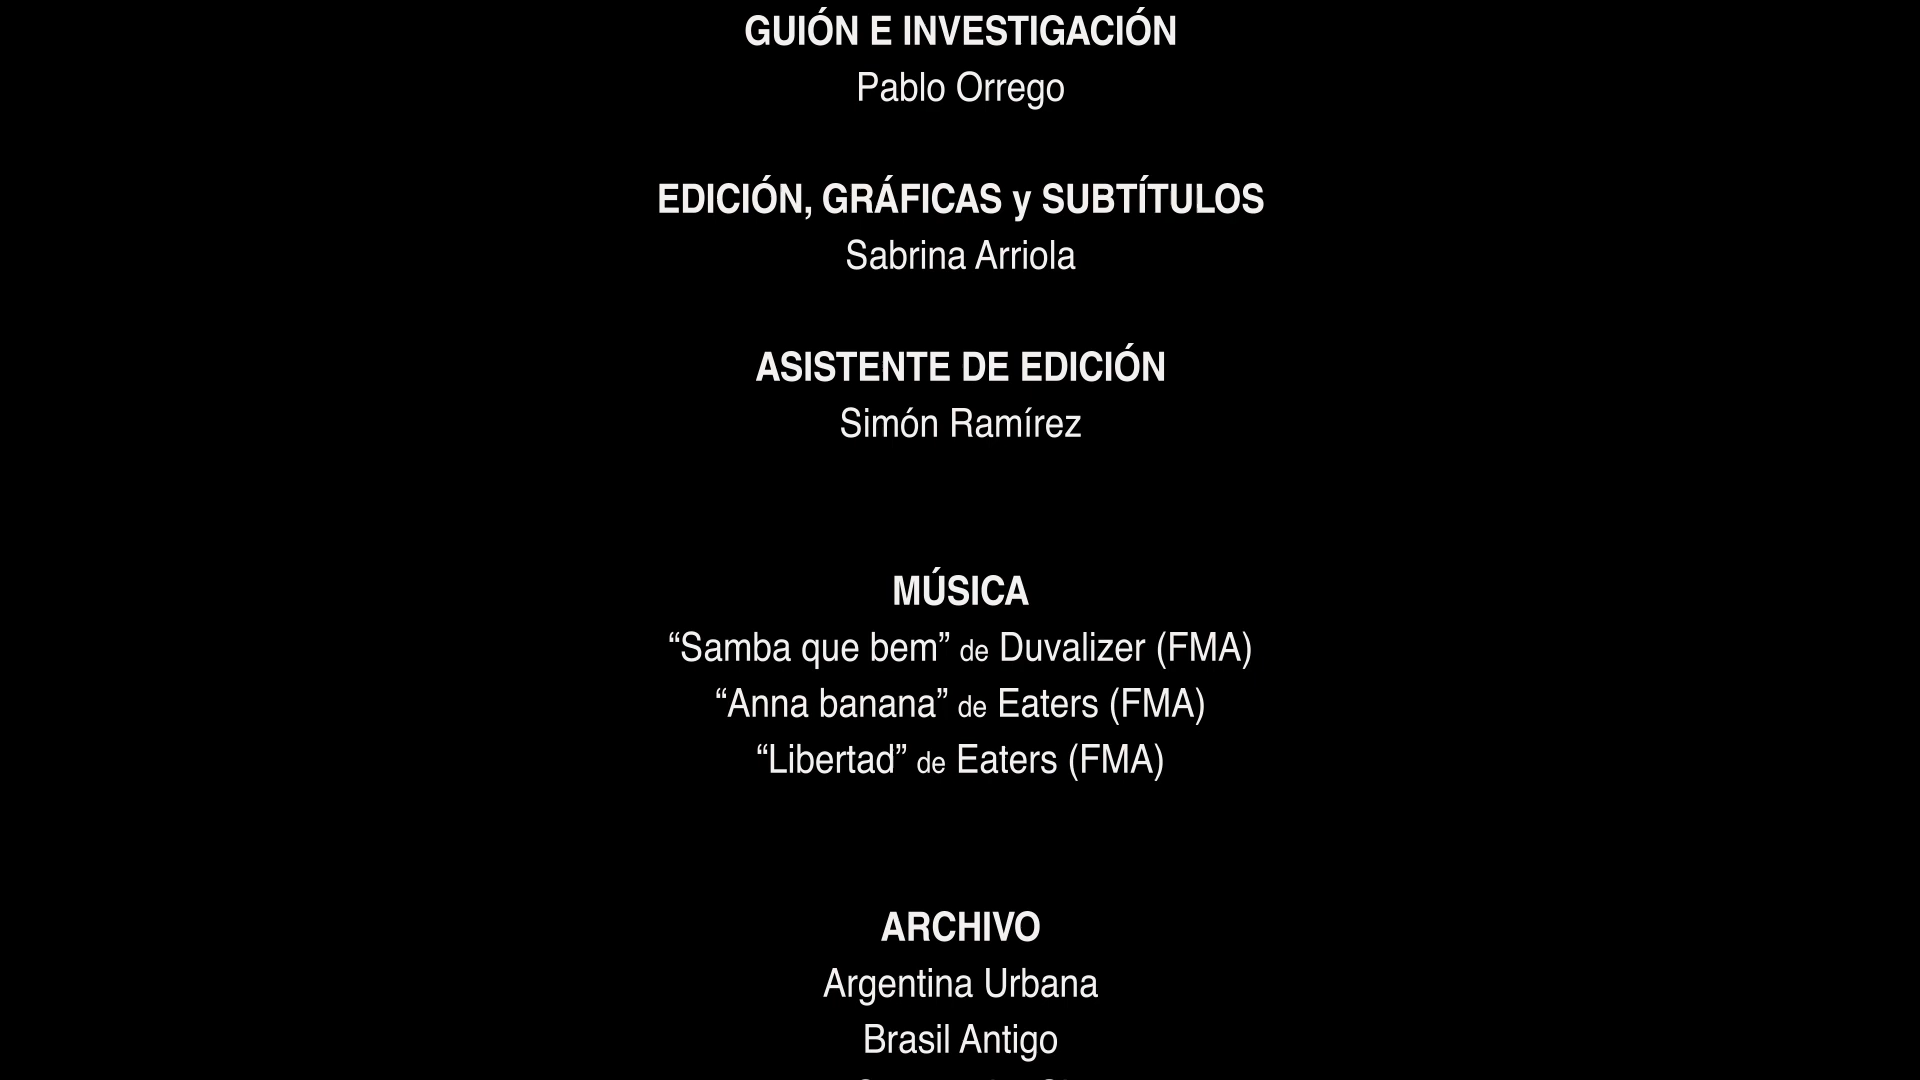 GUIÓN E INVESTIGACIÓN
Pablo Orrego
EDICIÓN, GRÁFICAS y SUBTÍTULOS
Sabrina Arriola
ASISTENTE DE EDICIÓN
Simón Ramírez
MÚSICA
“Samba que bem” de Duvalizer (FMA)
“Anna banana” de Eaters (FMA)
“Libertad” de Eaters (FMA)
ARCHIVO
Argentina Urbana
Brasil Antigo